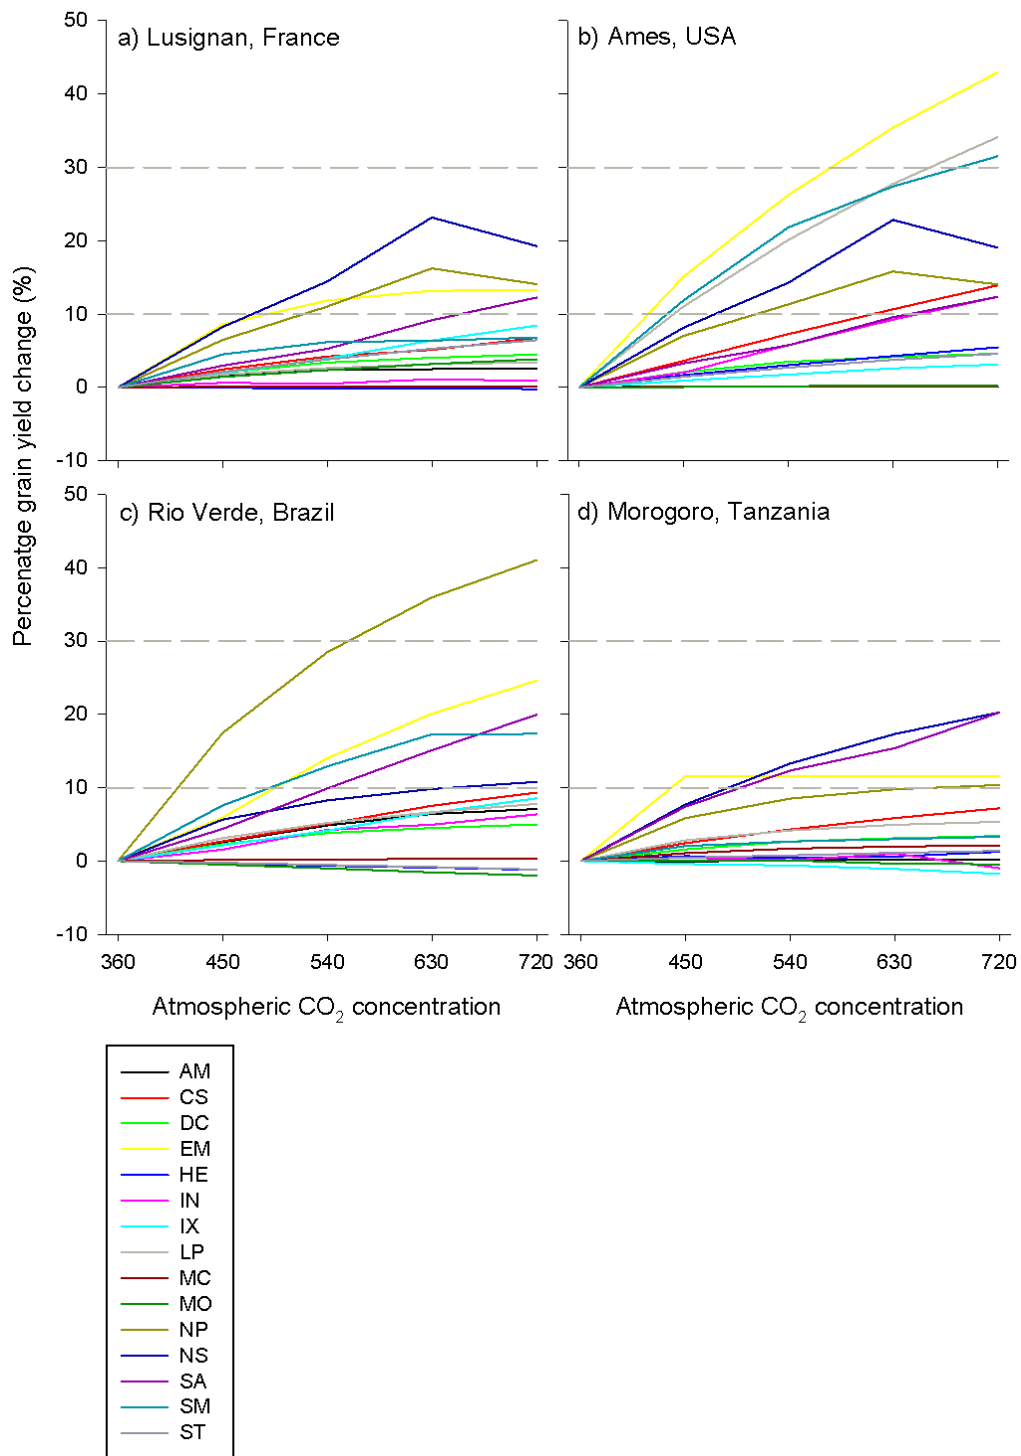 50
40
30
20
10
0
-10
a) Lusignan, France
b) Ames, USA
Percenatge grain yield change (%)
50
40
30
20
10
0
-10
c) Rio Verde, Brazil
d) Morogoro, Tanzania
360 450 540 630 720 360 450 540 630 720
Atmospheric CO₂ concentration
Atmospheric CO₂ concentration
AM
CS
DC
EM
HE
IN
IX
LP
MC
MO
NP
NS
SA
SM
ST